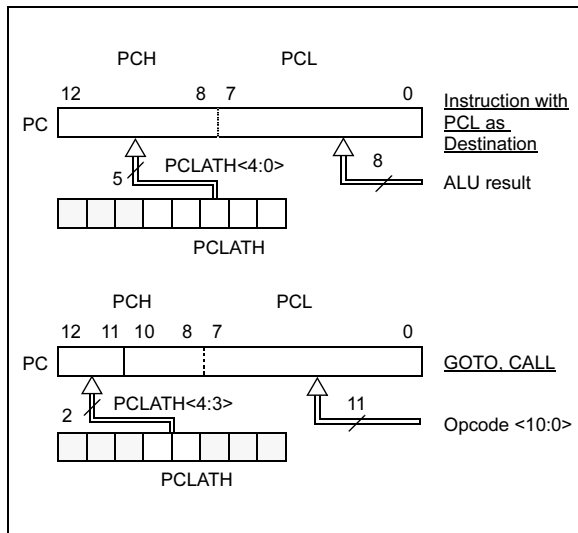 PCH PCL
12 8 7 0
PC
Instruction with
PCL as
Destination
PCLATH<4:0>
5
8
ALU result
PCLATH
PCH PCL
12 11 10 8 7 0
PC
GOTO, CALL
PCLATH<4:3>
2
11
Opcode <10:0>
PCLATH